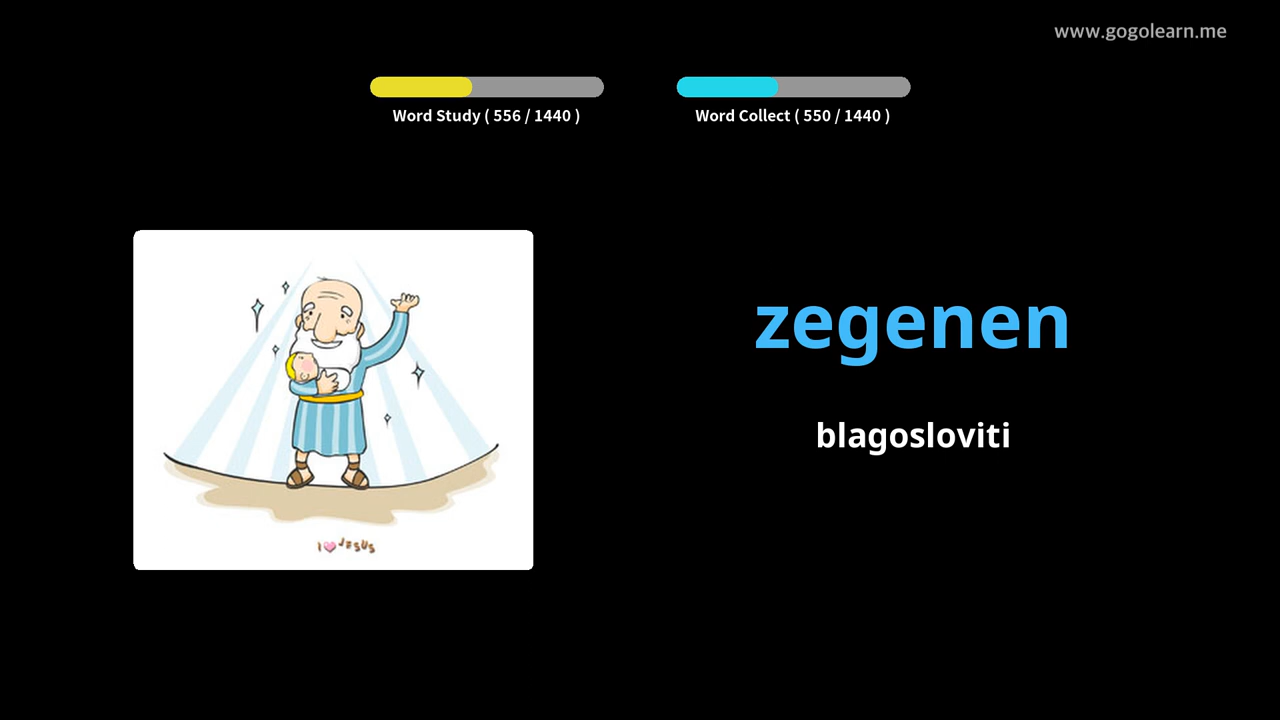 www.gogolearn.me
Word Study ( 556 / 1440 )
Word Collect ( 550 / 1440 )
zegenen
blagosloviti
I JESUS